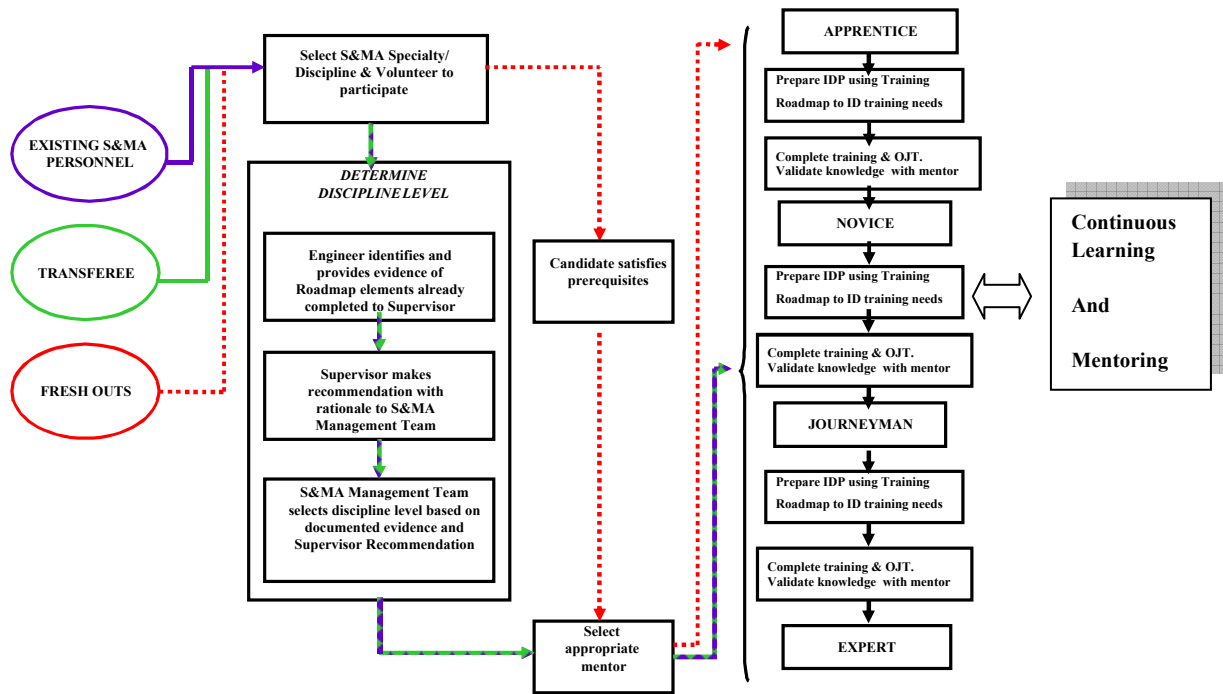 EXISTING S&MA
PERSONNEL
TRANSFEREE
FRESH OUTS
Select S&MA Specialty/
Discipline & Volunteer to
participate
DETERMINE
DISCIPLINE LEVEL
Engineer identifies and
provides evidence of
Roadmap elements already
completed to Supervisor
Supervisor makes
recommendation with
rationale to S&MA
Management Team
S&MA Management Team
selects discipline level based on
documented evidence and
Supervisor Recommendation
Candidate satisfies
prerequisites
Select
appropriate
mentor
APPRENTICE
Prepare IDP using Training
Roadmap to ID training needs
Complete training & OJT.
Validate knowledge with mentor
NOVICE
Prepare IDP using Training
Roadmap to ID training needs
Complete training & OJT.
Validate knowledge with mentor
JOURNEYMAN
Prepare IDP using Training
Roadmap to ID training needs
Complete training & OJT.
Validate knowledge with mentor
EXPERT
Continuous
Learning
And
Mentoring